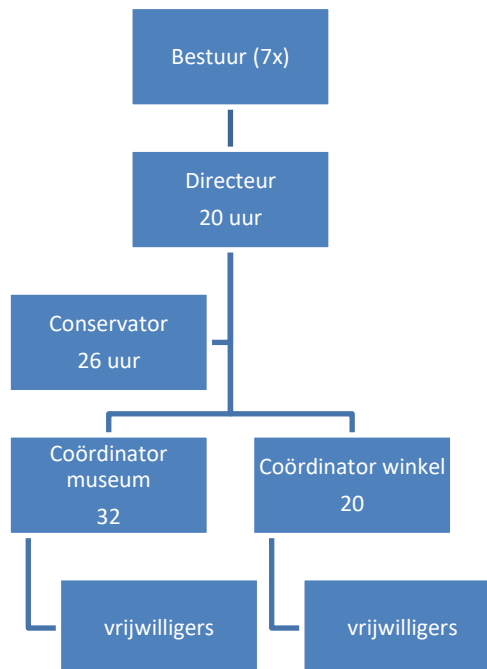 Bestuur (7x)
Directeur
20 uur
Conservator
26 uur
Coördinator
museum
32
Coördinator winkel
20
vrijwilligers
vrijwilligers